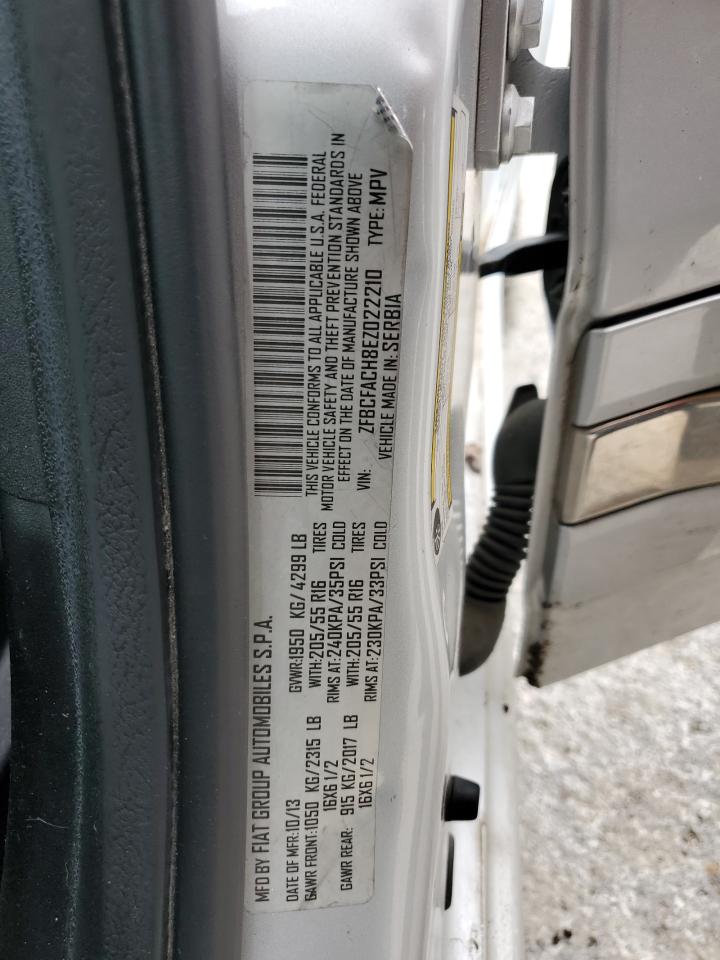 MFD BY FIAT GROUP AUTOMOBILES S.P.A.
DATE OF MFR:10/13 GVWR:1950 KG/4299 LB
GAWR FRONT:1050 KG/2315 LB WITH:205/55 R16 TIRES
16X6 1/2 RIMS AT:240KPA/35PSI COLD
GAWR REAR: 915 KG/2017 LB WITH:205/55 R16 TIRES
16X6 1/2 RIMS AT:230KPA/33PSI COLD
THIS VEHICLE CONFORMS TO ALL APPLICABLE U.S.A. FEDERAL
MOTOR VEHICLE SAFETY AND THEFT PREVENTION STANDARDS IN
EFFECT ON THE DATE OF MANUFACTURE SHOWN ABOVE
VIN: ZFBCFACH8EZ022210 TYPE:MPV
VEHICLE MADE IN:SERBIA